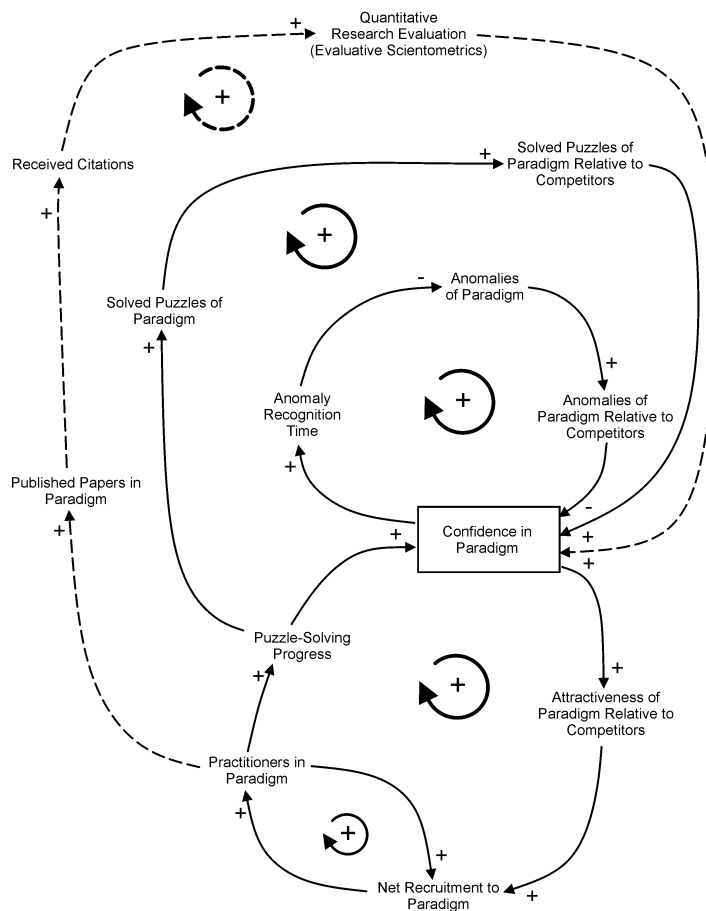 Quantitative
Research Evaluation
(Evaluative Scientometrics)
+
+
Received Citations
+
Solved Puzzles of
Paradigm Relative to
Competitors
+
+
Solved Puzzles of
Paradigm
+
-
Anomalies
of Paradigm
+
Anomaly
Recognition
Time
+
+
Anomalies of
Paradigm Relative to
Competitors
-
Published Papers in
Paradigm
+
Confidence in
Paradigm
+
+
+
Puzzle-Solving
Progress
+
+
+
Attractiveness of
Paradigm Relative to
Competitors
Practitioners in
Paradigm
+
+
+
Net Recruitment to
Paradigm
+